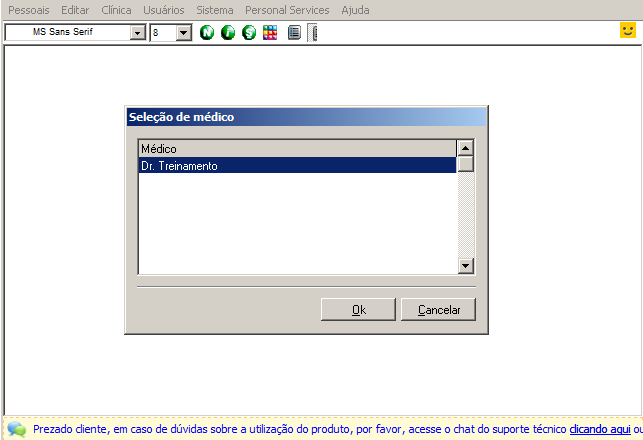 Pessoais Editar Clínica Usuários Sistema Personal Services Ajuda
MS Sans Serif 8 N I S
Seleção de médico
Médico
Dr. Treinamento
Ok Cancelar
Prezado cliente, em caso de dúvidas sobre a utilização do produto, por favor, acesse o chat do suporte técnico clicando aqui ou